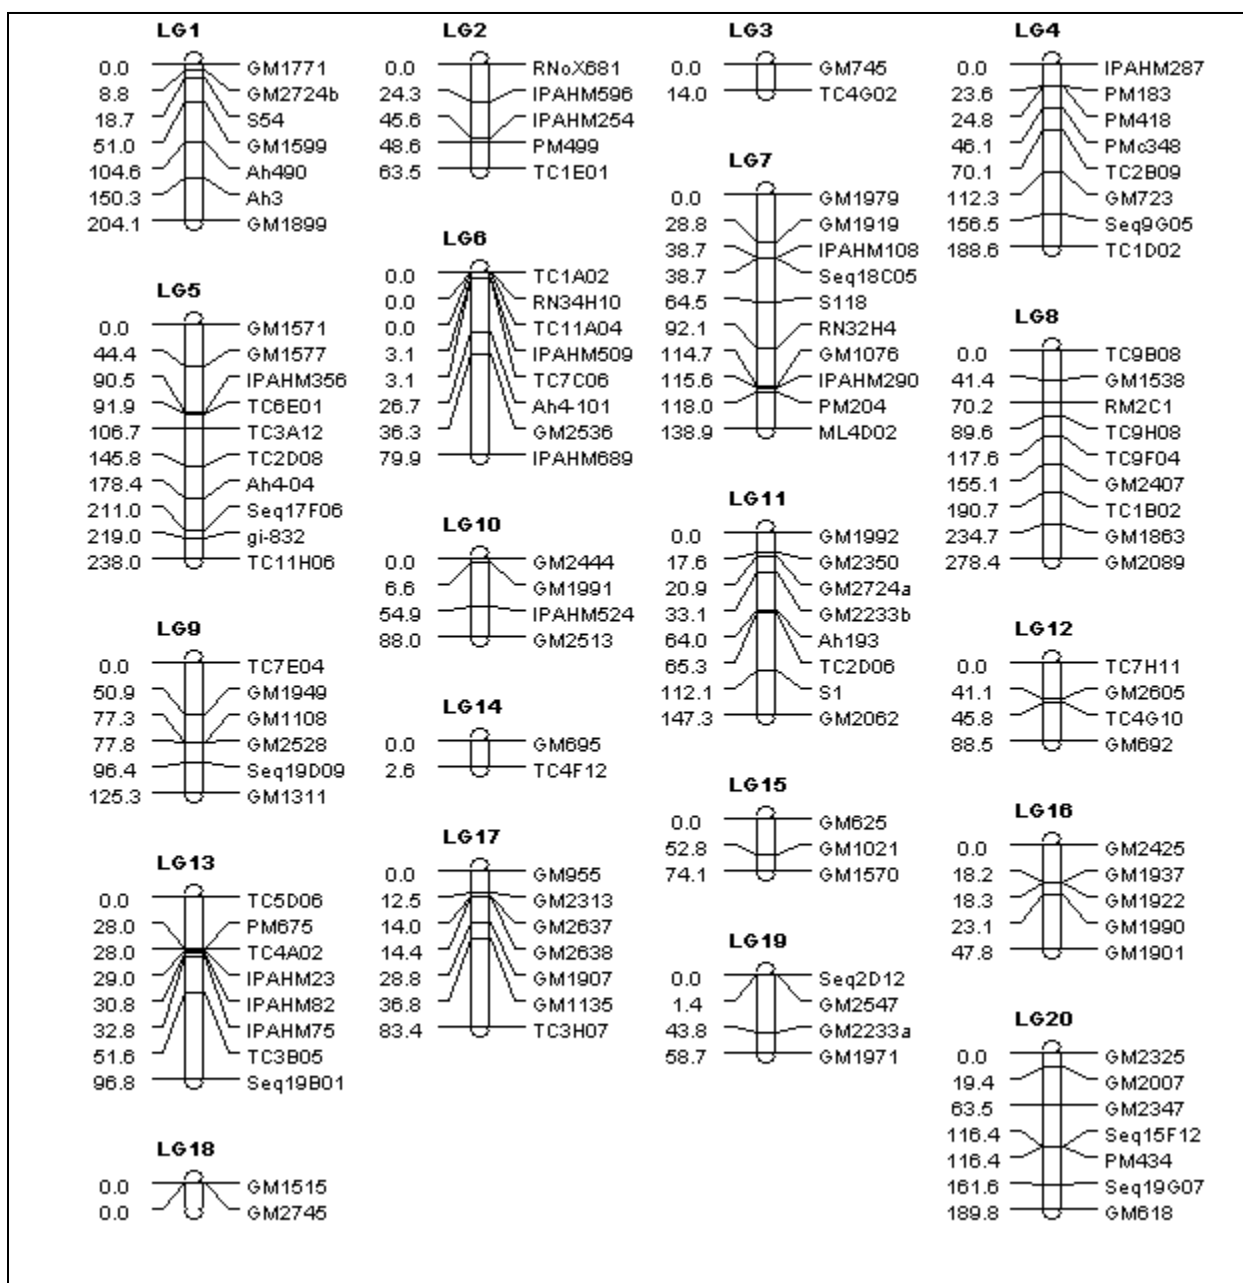 LG1
0.0 GM1771
8.8 GM2724b
18.7 S54
51.0 GM1599
104.6 Ah490
150.3 Ah3
204.1 GM1899
LG2
0.0 RNoX681
24.3 IPAHM596
45.6 IPAHM254
48.6 PM499
63.5 TC1E01
LG3
0.0 GM745
14.0 TC4G02
LG4
0.0 IPAHM287
23.6 PM183
24.8 PM418
46.1 PMc348
70.1 TC2B09
112.3 GM723
156.5 Seq9G05
188.6 TC1D02
LG5
0.0 GM1571
44.4 GM1577
90.5 IPAHM356
91.9 TC6E01
106.7 TC3A12
145.8 TC2D08
178.4 Ah4-04
211.0 Seq17F06
219.0 gi-832
238.0 TC11H06
LG6
0.0 TC1A02
0.0 RN34H10
0.0 TC11A04
3.1 IPAHM509
3.1 TC7C06
26.7 Ah4-101
36.3 GM2536
79.9 IPAHM689
LG7
0.0 GM1979
28.8 GM1919
38.7 IPAHM108
38.7 Seq18C05
64.5 S118
92.1 RN32H4
114.7 GM1076
115.6 IPAHM290
118.0 PM204
138.9 ML4D02
LG8
0.0 TC9B08
41.4 GM1538
70.2 RM2C1
89.6 TC9H08
117.6 TC9F04
155.1 GM2407
190.7 TC1B02
234.7 GM1863
278.4 GM2089
LG9
0.0 TC7E04
50.9 GM1949
77.3 GM1108
77.8 GM2528
96.4 Seq19D09
125.3 GM1311
LG10
0.0 GM2444
6.6 GM1991
54.9 IPAHM524
88.0 GM2513
LG11
0.0 GM1992
17.6 GM2350
20.9 GM2724a
33.1 GM2233b
64.0 Ah193
65.3 TC2D06
112.1 S1
147.3 GM2062
LG12
0.0 TC7H11
41.1 GM2605
45.8 TC4G10
88.5 GM692
LG13
0.0 TC5D06
28.0 PM675
28.0 TC4A02
29.0 IPAHM23
30.8 IPAHM82
32.8 IPAHM75
51.6 TC3B05
96.8 Seq19B01
LG14
0.0 GM695
2.6 TC4F12
LG15
0.0 GM625
52.8 GM1021
74.1 GM1570
LG16
0.0 GM2425
18.2 GM1937
18.3 GM1922
23.1 GM1990
47.8 GM1901
LG17
0.0 GM955
12.5 GM2313
14.0 GM2637
14.4 GM2638
28.8 GM1907
36.8 GM1135
83.4 TC3H07
LG18
0.0 GM1515
0.0 GM2745
LG19
0.0 Seq2D12
1.4 GM2547
43.8 GM2233a
58.7 GM1971
LG20
0.0 GM2325
19.4 GM2007
63.5 GM2347
116.4 Seq15F12
116.4 PM434
161.6 Seq19G07
189.8 GM618